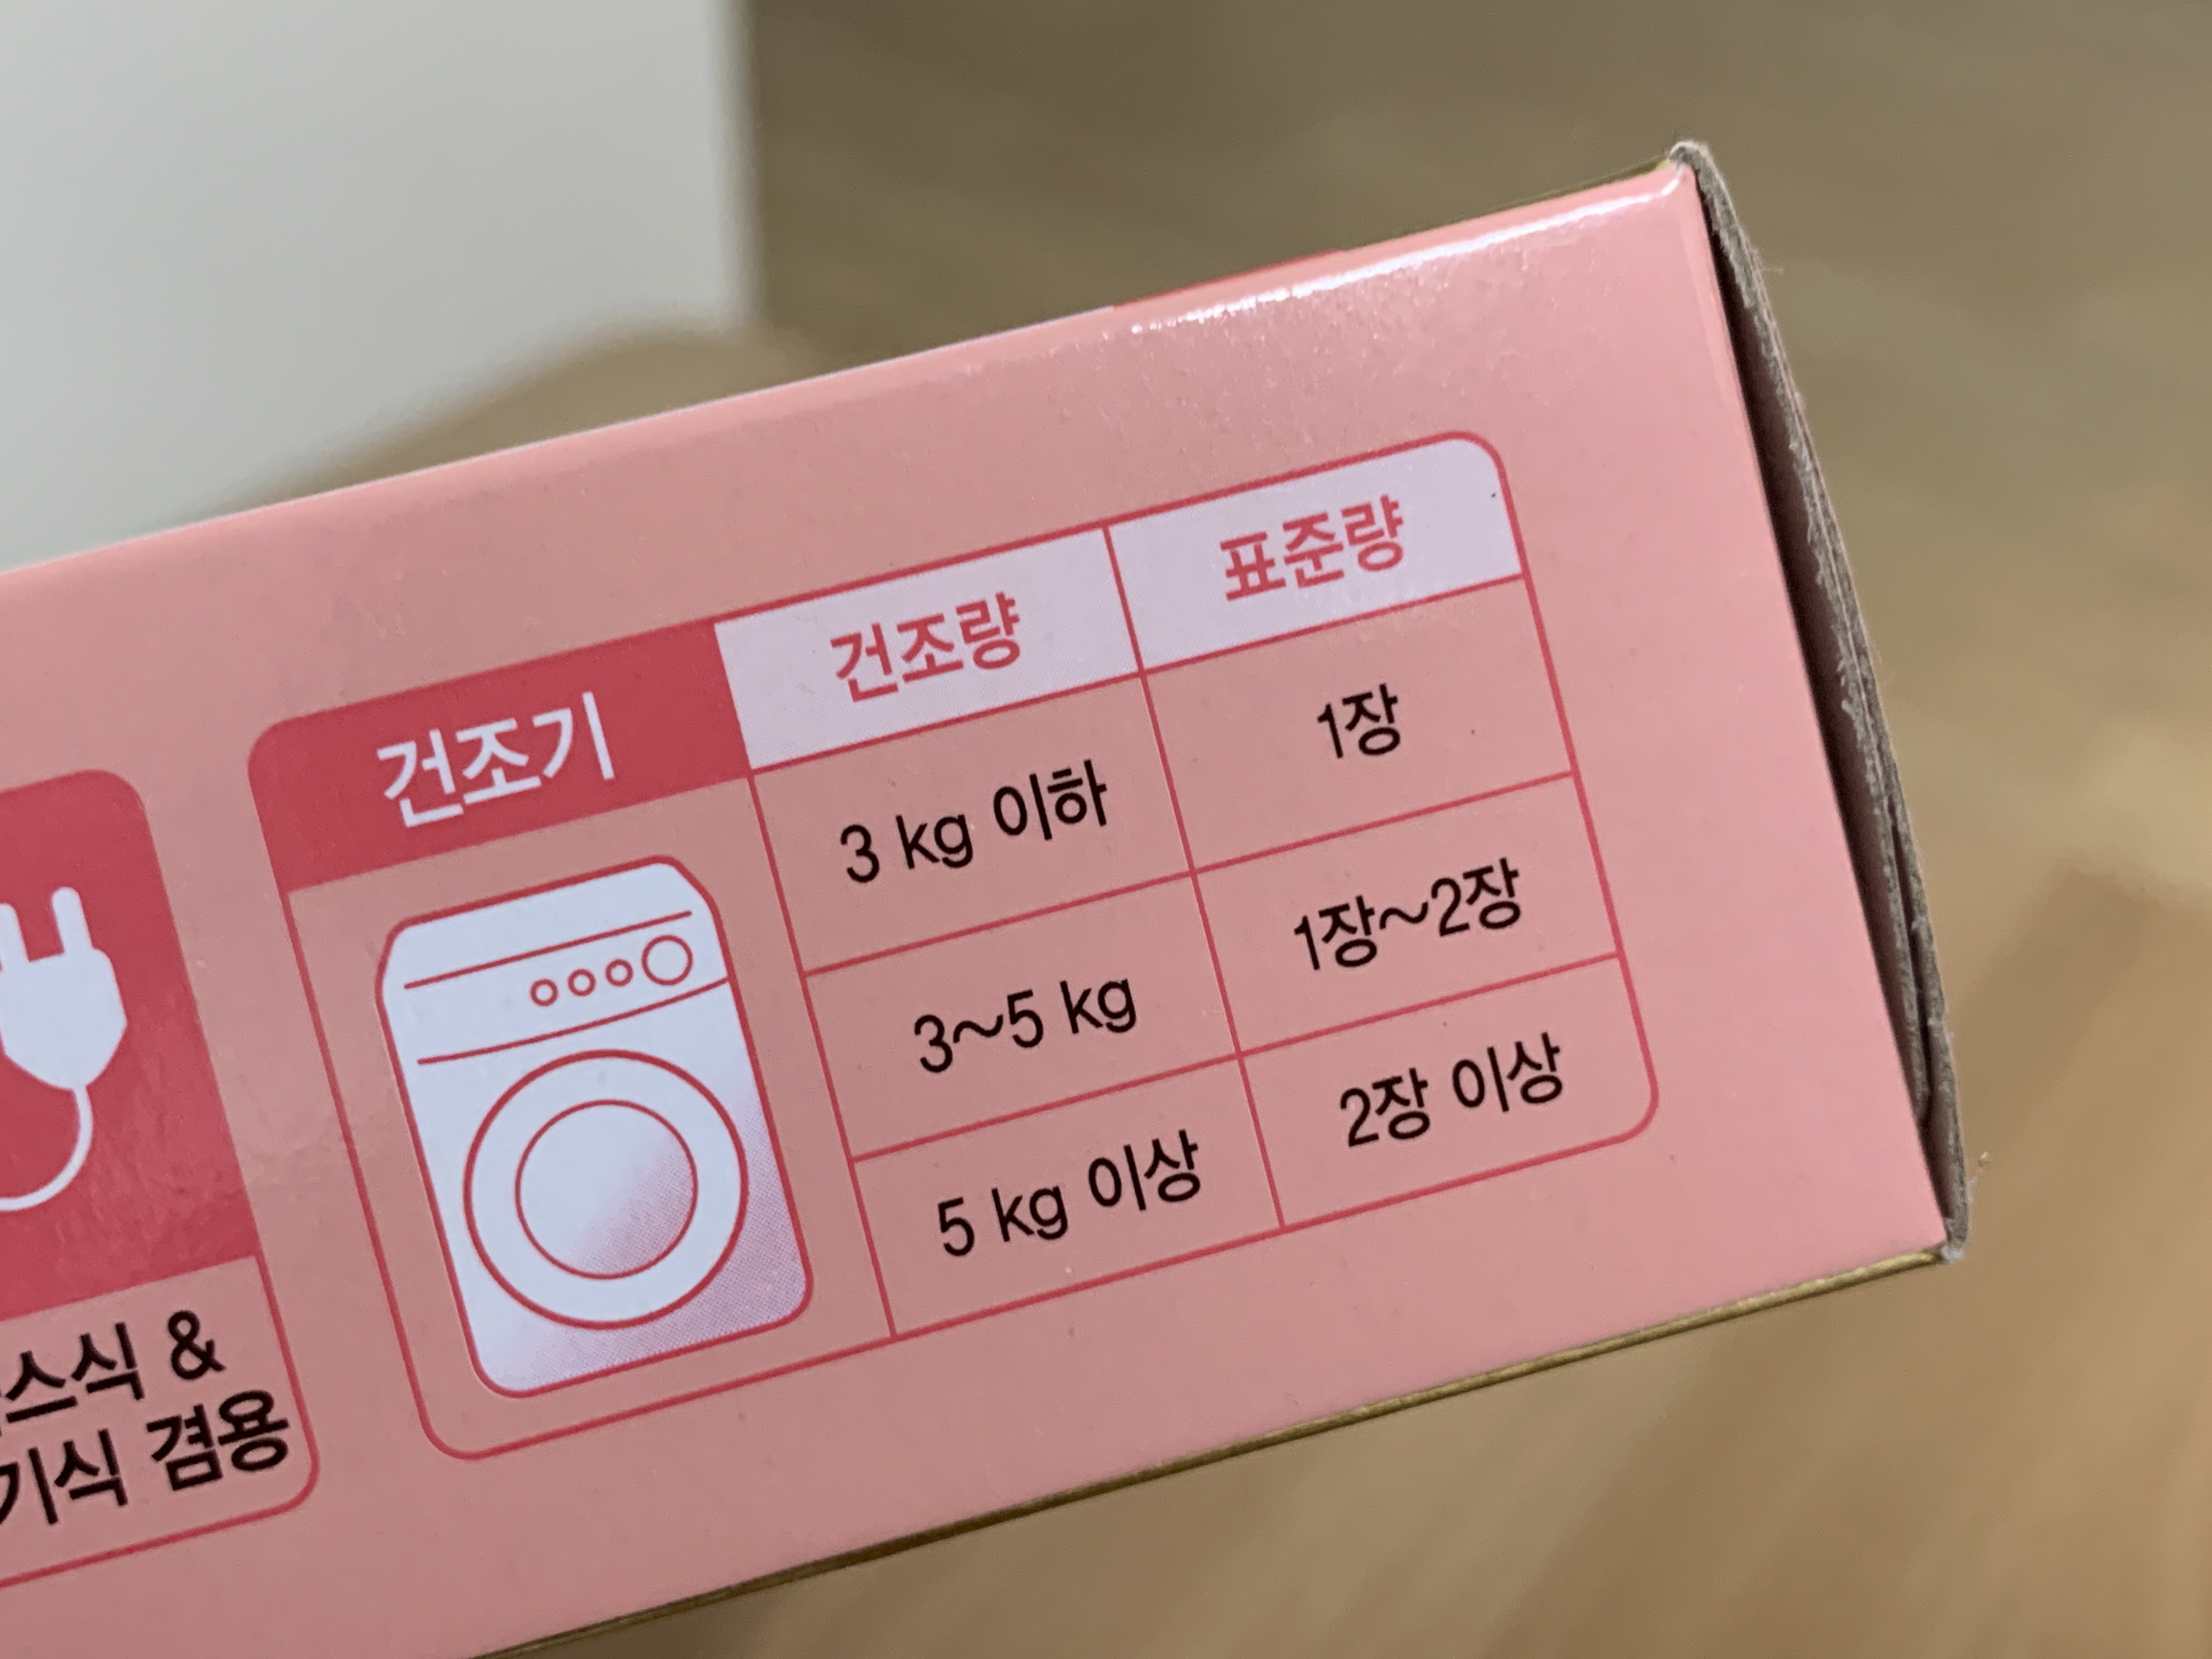 건조기 건조량 표준량
3 kg 이하 1장
3~5 kg 1장~2장
5 kg 이상 2장 이상
스식 &
기식 겸용